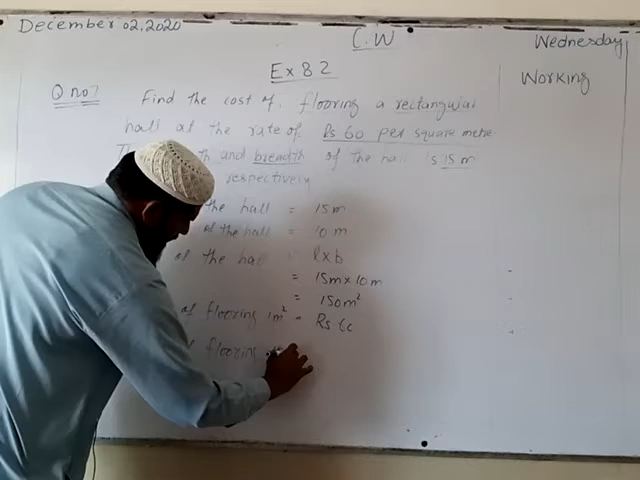 December 02.2020
C.W
Wednesday
Ex 8 2
Working
Q no7 Find the cost of flooring a rectangular
hall at the rate of Rs 60 per square metre
and breadth of the hall is 15 m
respectively
the hall = 15 m
of the hall = 10 m
of the hall l x b
= 15m x 10m
= 150 m²
of flooring 1m² = Rs 60
flooring